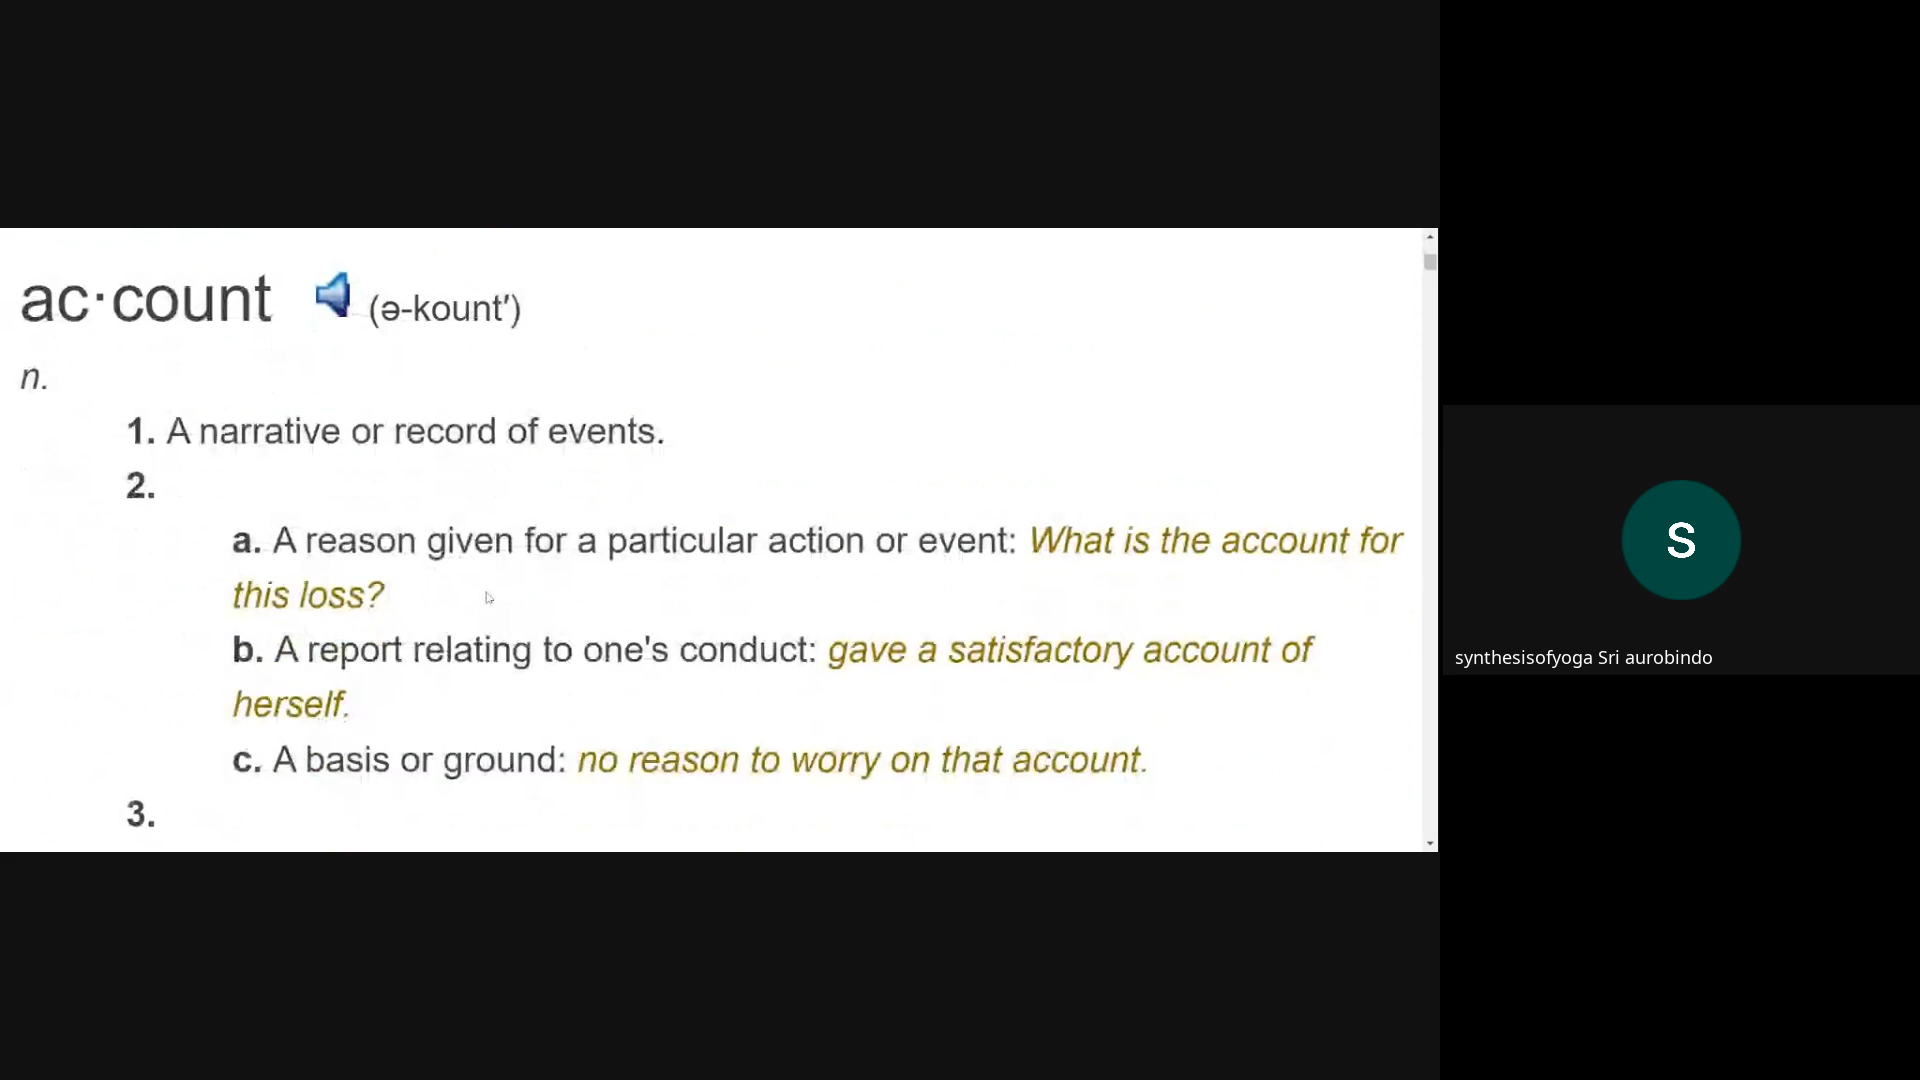 ac·count (ə-kount′)
n.
1. A narrative or record of events.
2.
a. A reason given for a particular action or event: What is the account for
this loss?
b. A report relating to one's conduct: gave a satisfactory account of
herself.
c. A basis or ground: no reason to worry on that account.
3.
S
synthesisofyoga Sri aurobindo